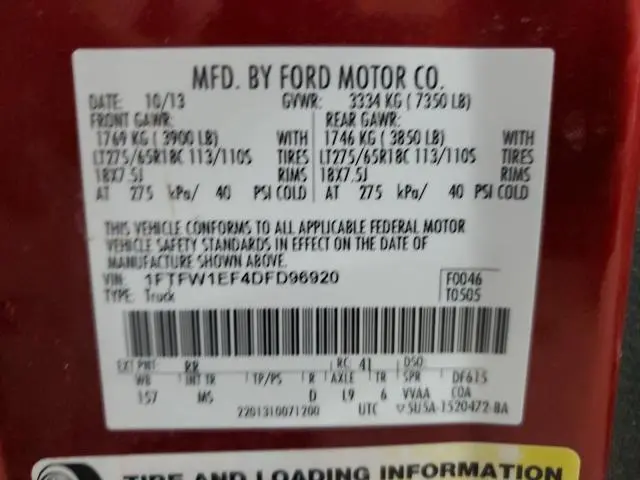 MFD. BY FORD MOTOR CO.
DATE: 10/13 GVWR: 3334 KG ( 7350 LB)
FRONT GAWR: REAR GAWR:
1769 KG ( 3900 LB) WITH 1746 KG ( 3850 LB) WITH
LT275/65R18C 113/110S TIRES LT275/65R18C 113/110S TIRES
18X7.5J RIMS 18X7.5J RIMS
AT 275 kPa/ 40 PSI COLD AT 275 kPa/ 40 PSI COLD
THIS VEHICLE CONFORMS TO ALL APPLICABLE FEDERAL MOTOR
VEHICLE SAFETY STANDARDS IN EFFECT ON THE DATE OF
MANUFACTURE SHOWN ABOVE.
VIN: 1FTFW1EF4DFD96920 F0046
TYPE: Truck T0505
EXT PNT: RR RC: 41 DSO:
WB INT TR TP/PS R AXLE TR SPR DF615
157 MS D L9 6 VVAA COA
2201310071200 UTC ▽5U5A-1520472-BA
TIRE AND LOADING INFORMATION